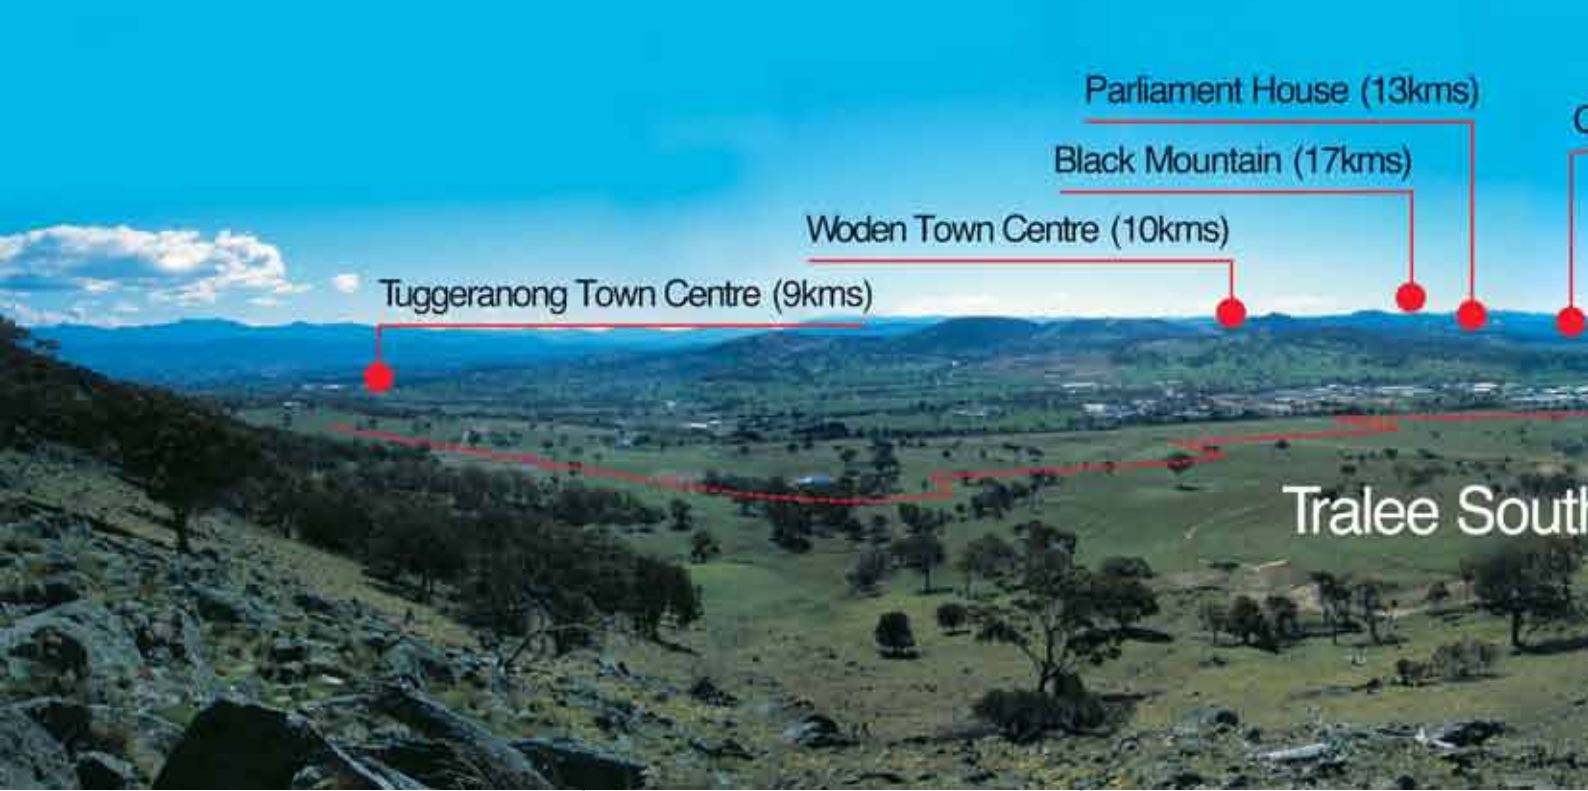 Parliament House (13kms)
Black Mountain (17kms)
Woden Town Centre (10kms)
Tuggeranong Town Centre (9kms)
Tralee South